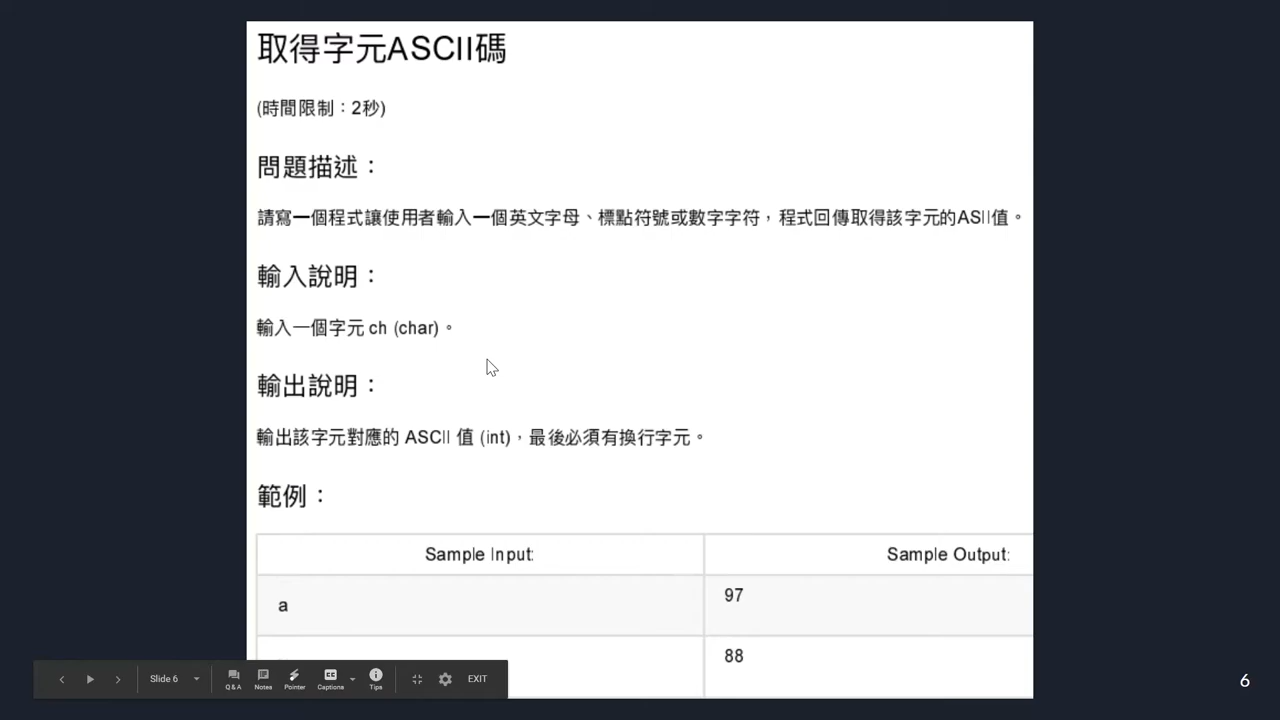 取得字元ASCII碼
(時間限制：2秒)
問題描述：
請寫一個程式讓使用者輸入一個英文字母、標點符號或數字字符，程式回傳取得該字元的ASII值。
輸入說明：
輸入一個字元 ch (char)。
輸出說明：
輸出該字元對應的 ASCII 值 (int)，最後必須有換行字元。
範例：
Sample Input: Sample Output:
a 97
88
Slide 6 Q&A Notes Pointer Captions Tips EXIT
6